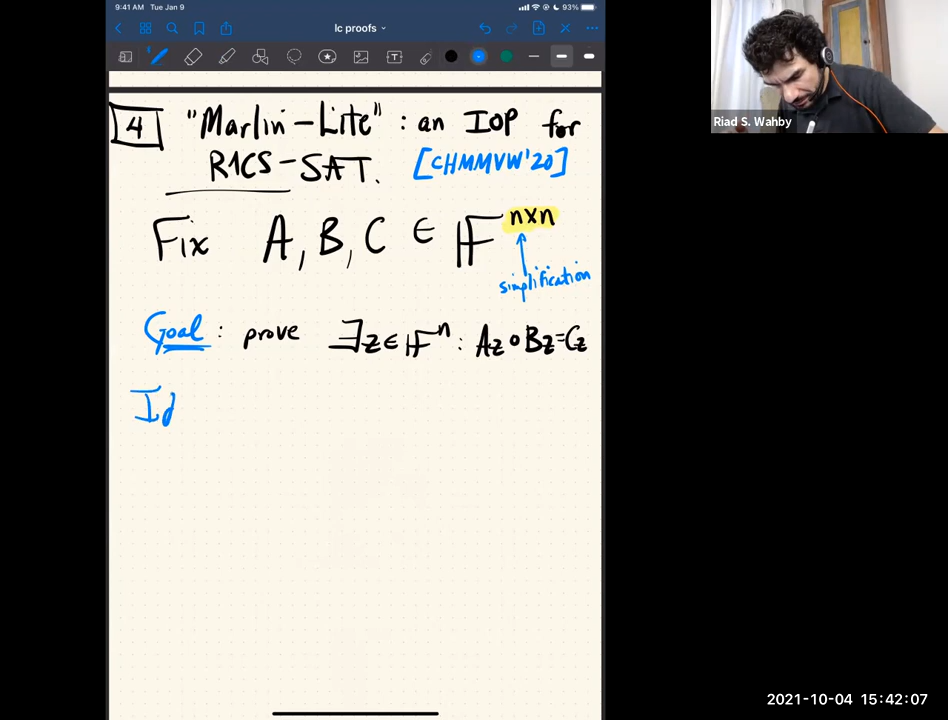 9:41 AM Tue Jan 9
93%
lc proofs
4 "Marlin-Lite" : an IOP for
R1CS-SAT. [CHMMVW'20]
Fix A, B, C ∈ 𝔽^{n×n}
simplification
Goal : prove ∃z ∈ 𝔽ⁿ : Az ∘ Bz = Cz
Id
Riad S. Wahby
2021-10-04 15:42:07